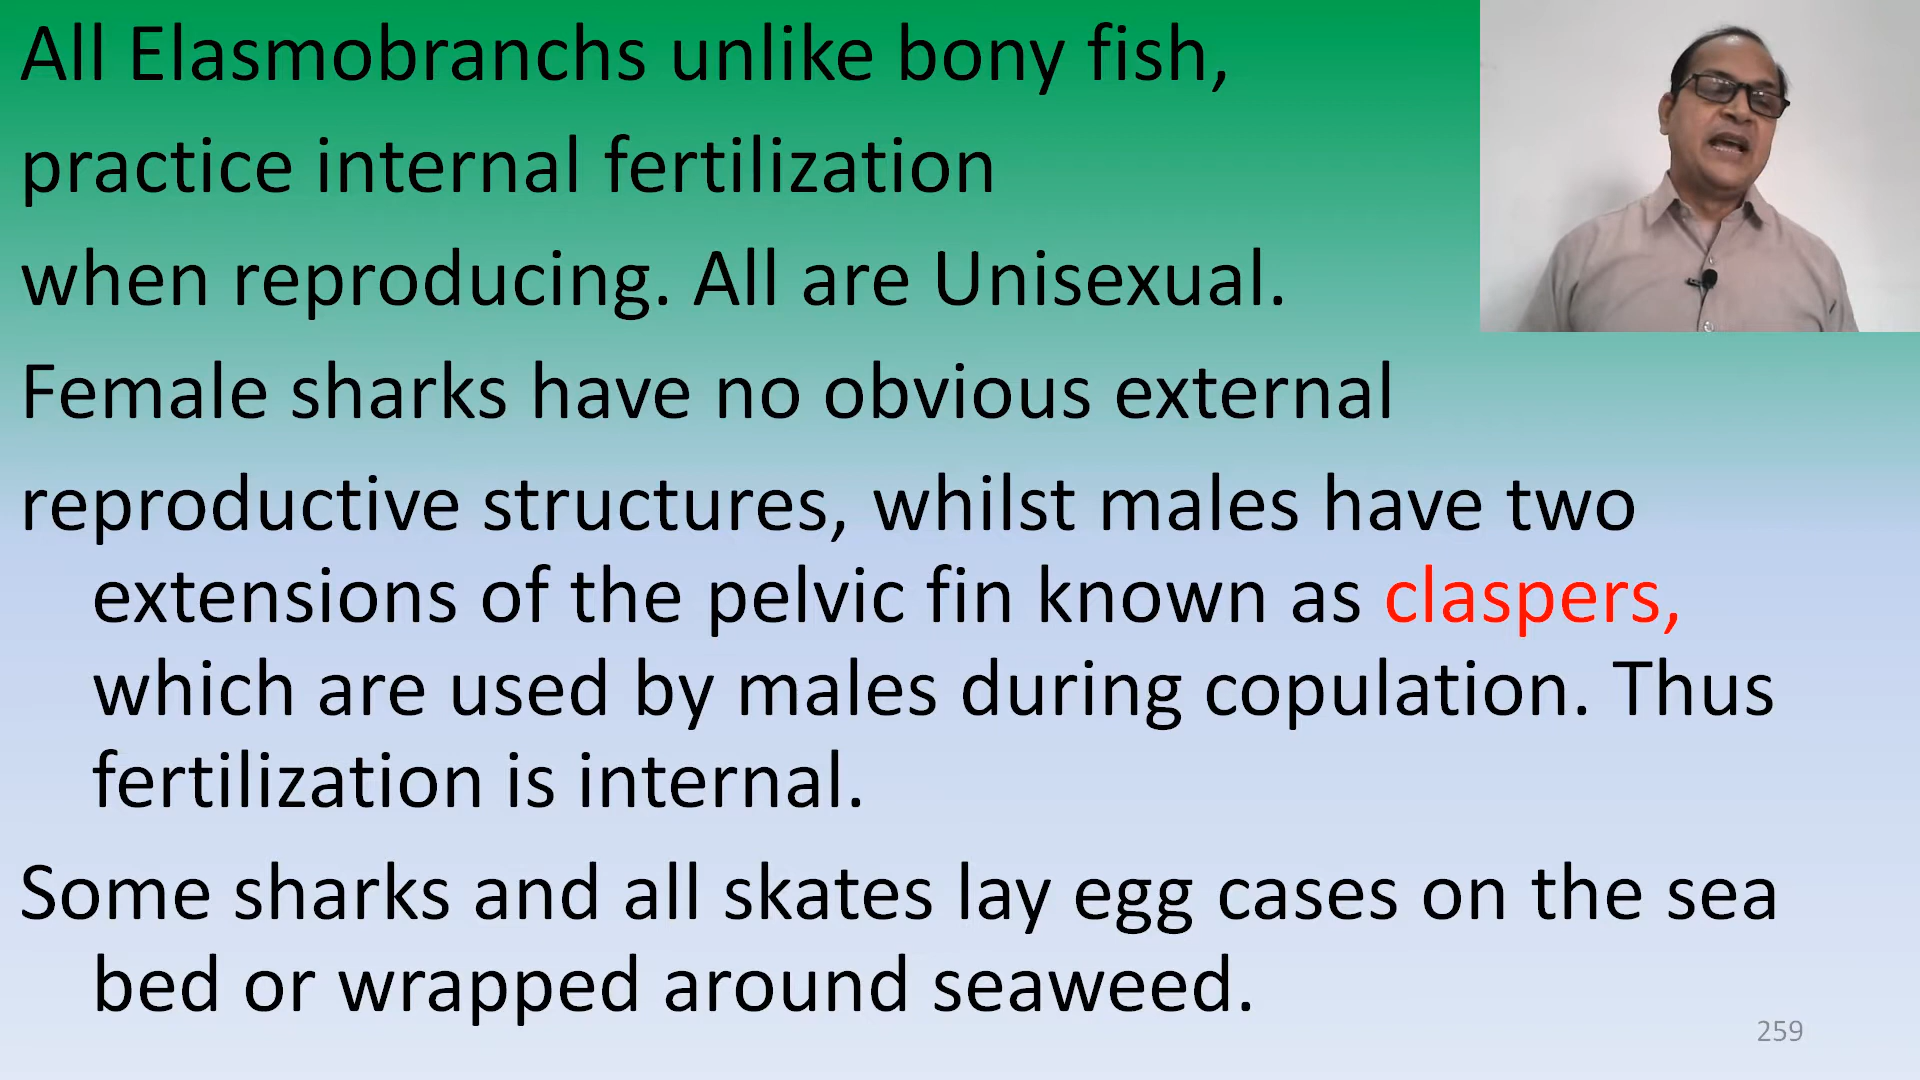 All Elasmobranchs unlike bony fish,
practice internal fertilization
when reproducing. All are Unisexual.
Female sharks have no obvious external
reproductive structures, whilst males have two
extensions of the pelvic fin known as claspers,
which are used by males during copulation. Thus
fertilization is internal.
Some sharks and all skates lay egg cases on the sea
bed or wrapped around seaweed.
259